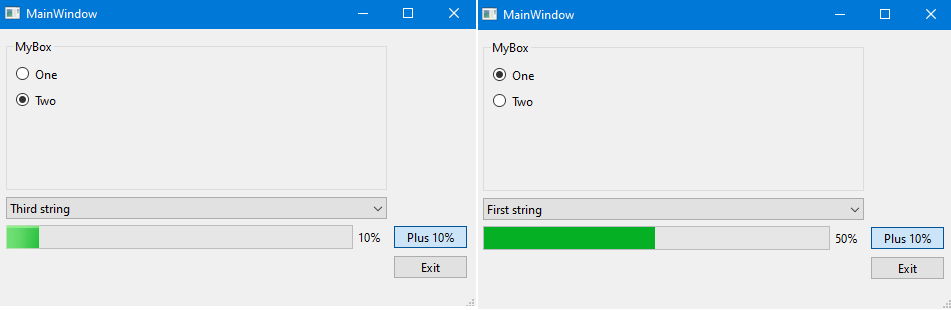 MainWindow
MyBox
One
Two
Third string
10%
Plus 10%
Exit
MainWindow
MyBox
One
Two
First string
50%
Plus 10%
Exit